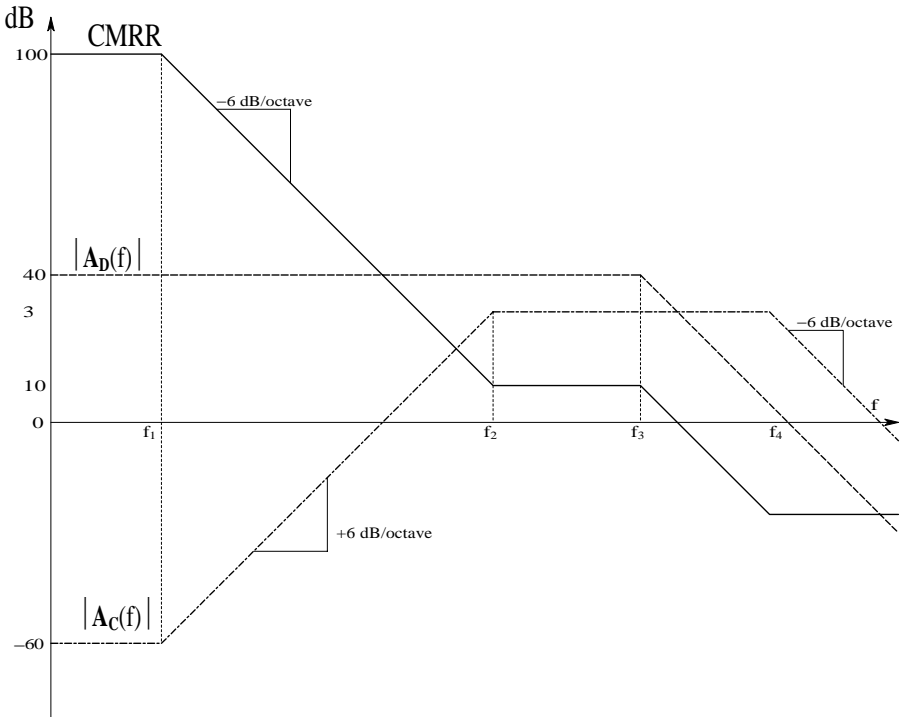 dB
CMRR
100
−6 dB/octave
|A_D(f)|
40
3
−6 dB/octave
10
f
0
f₁
f₂
f₃
f₄
+6 dB/octave
|A_C(f)|
−60